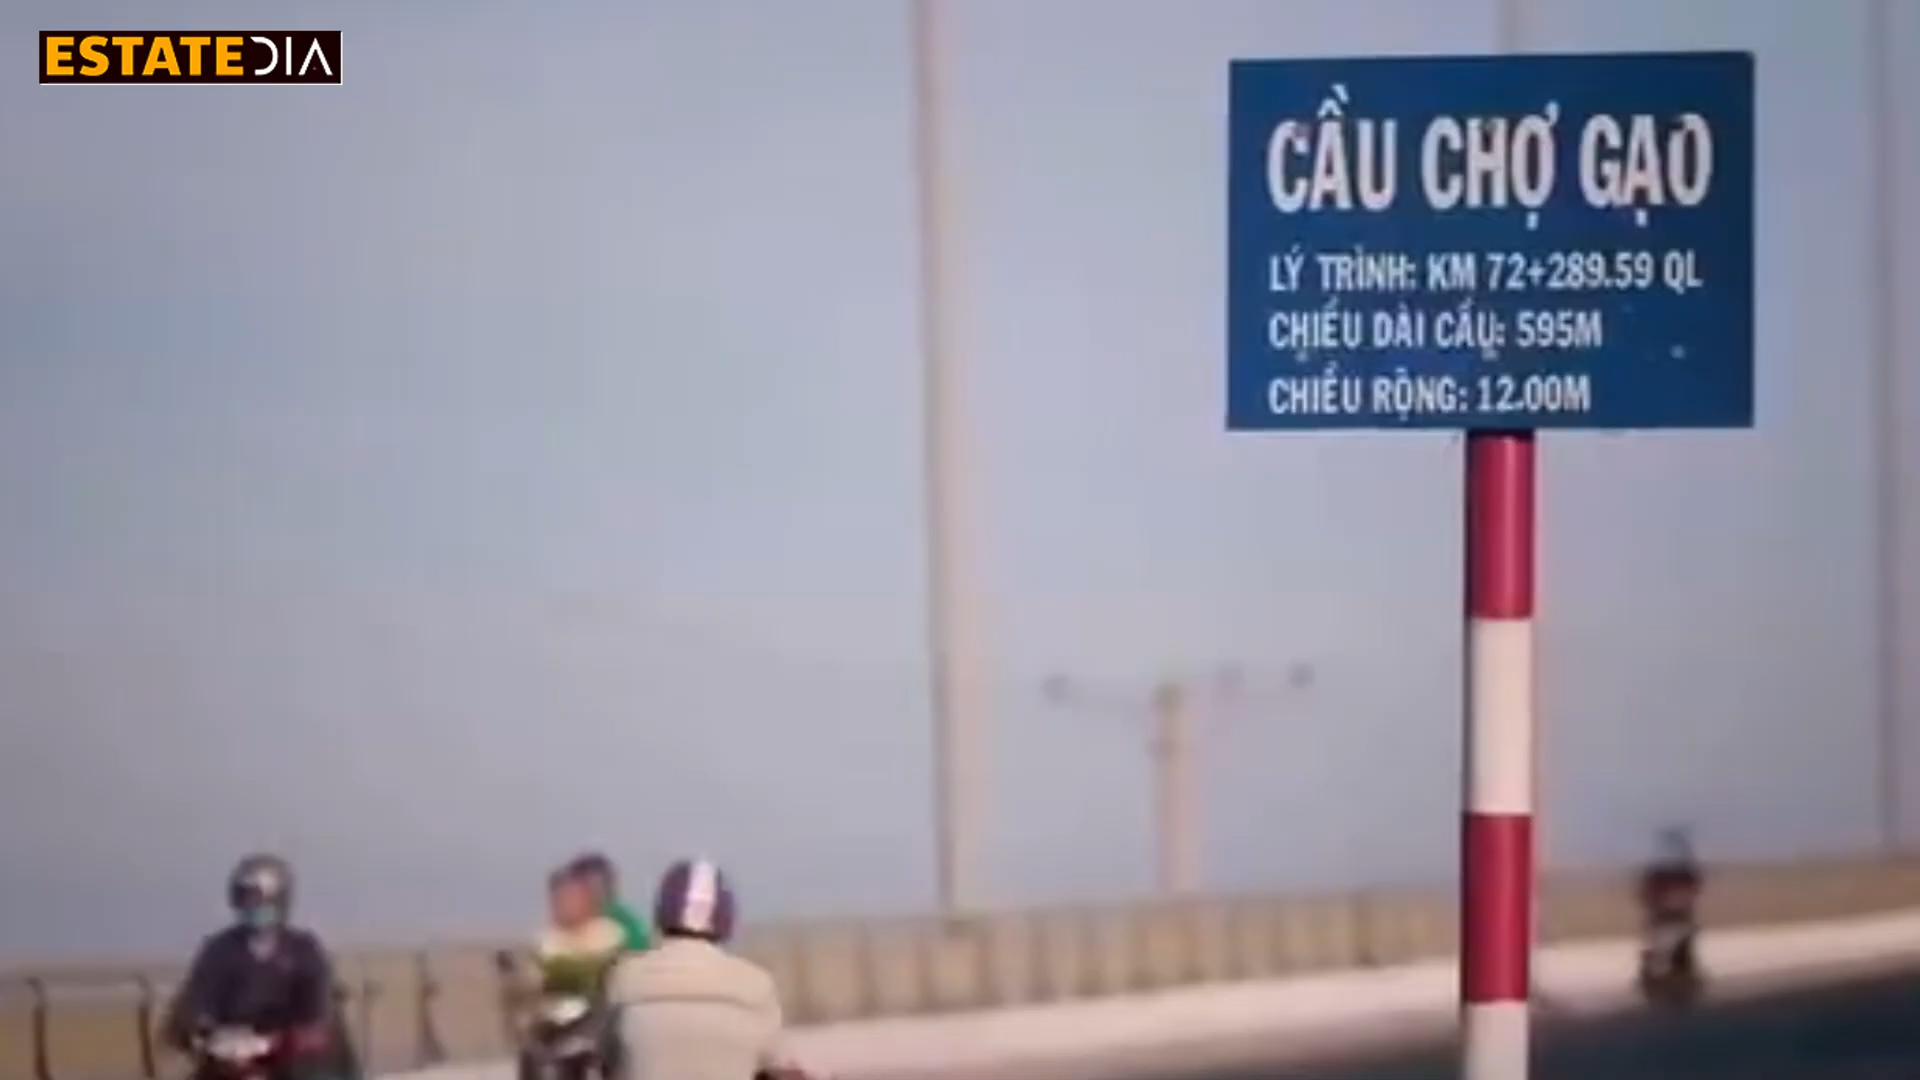 ESTATEDIA
CẦU CHỢ GẠO
LÝ TRÌNH: KM 72+289.59 QL
CHIỀU DÀI CẦU: 595M
CHIỀU RỘNG: 12.00M